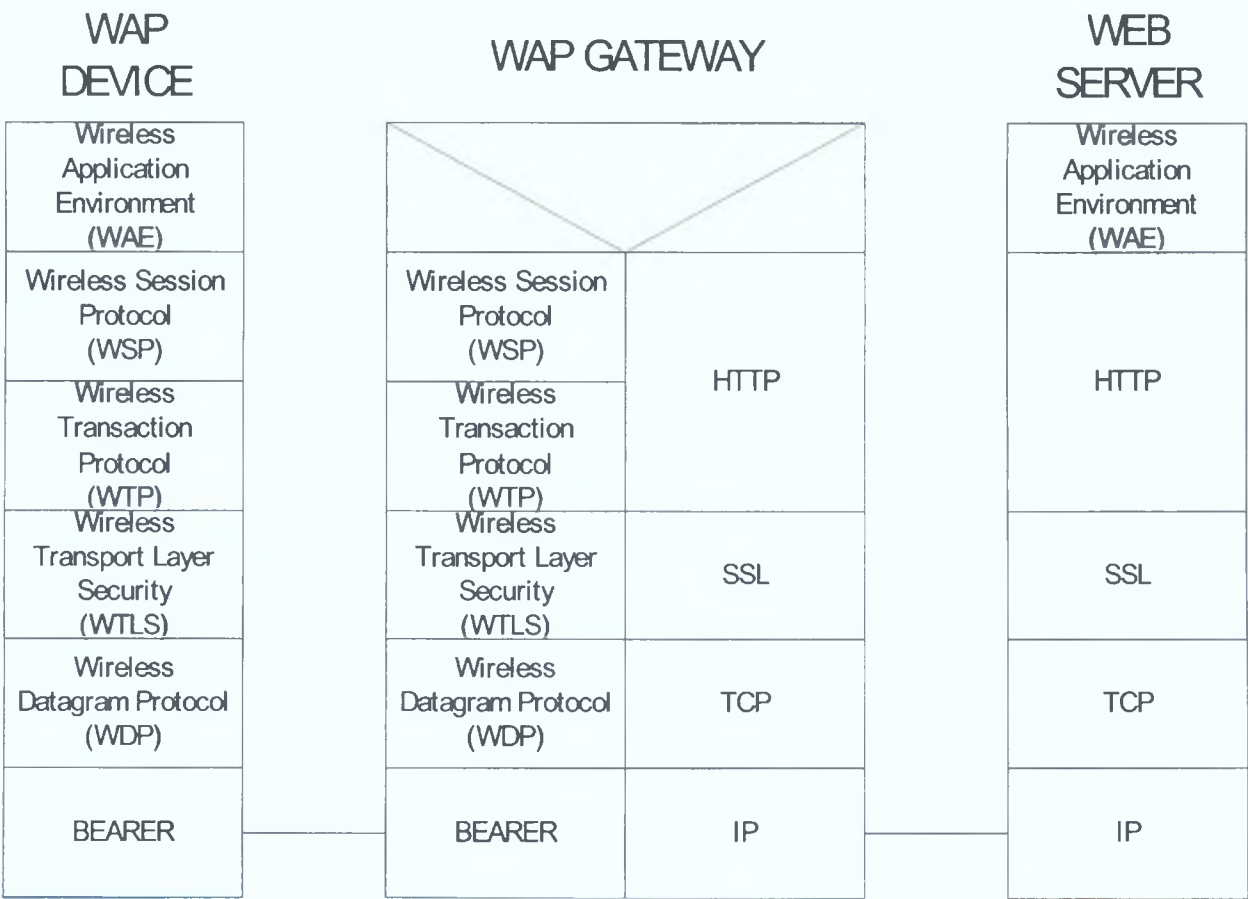 WAP
DEVICE
WAP GATEWAY
WEB
SERVER
Wireless
Application
Environment
(WAE)
Wireless Session
Protocol
(WSP)
Wireless
Transaction
Protocol
(WTP)
Wireless
Transport Layer
Security
(WTLS)
Wireless
Datagram Protocol
(WDP)
BEARER
Wireless Session
Protocol
(WSP)
Wireless
Transaction
Protocol
(WTP)
Wireless
Transport Layer
Security
(WTLS)
Wireless
Datagram Protocol
(WDP)
BEARER
HTTP
SSL
TCP
IP
Wireless
Application
Environment
(WAE)
HTTP
SSL
TCP
IP